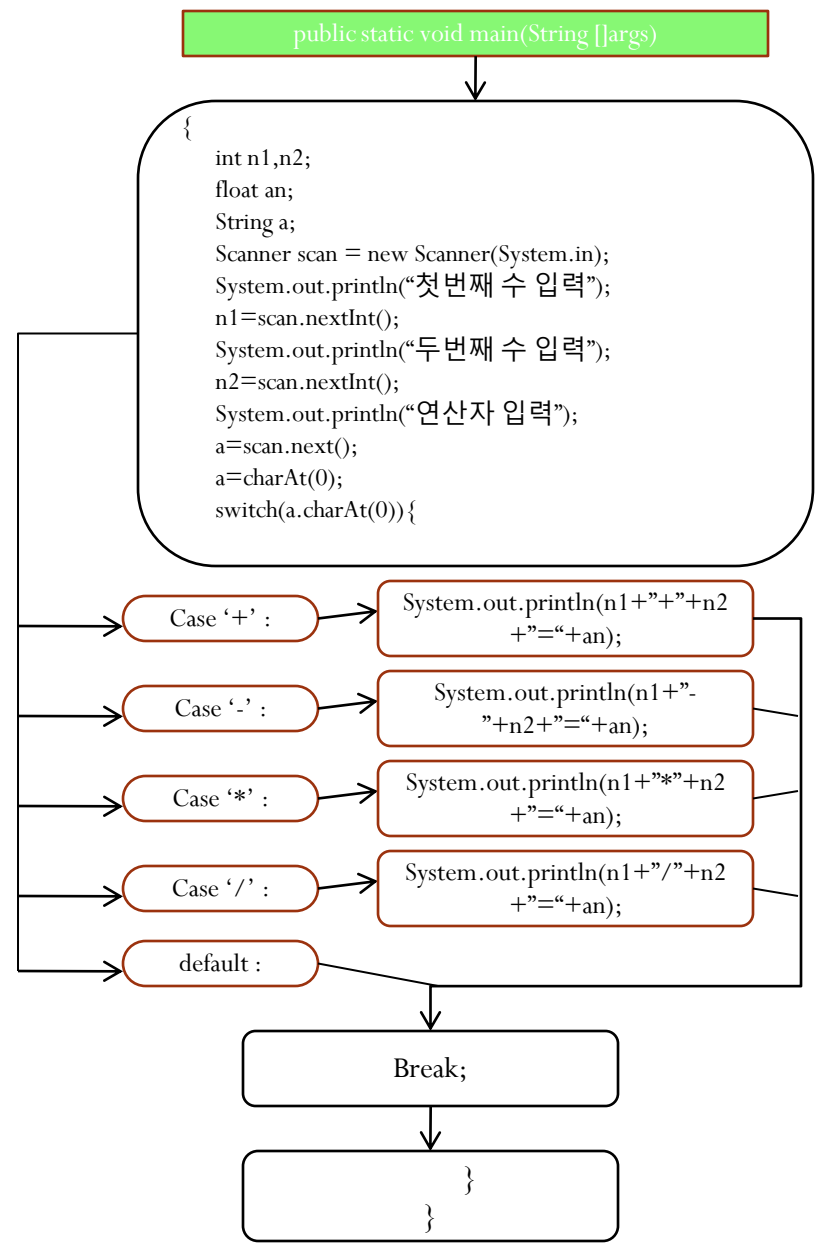 public static void main(String []args)
{
int n1,n2;
float an;
String a;
Scanner scan = new Scanner(System.in);
System.out.println(“첫번째 수 입력”);
n1=scan.nextInt();
System.out.println(“두번째 수 입력”);
n2=scan.nextInt();
System.out.println(“연산자 입력”);
a=scan.next();
a=charAt(0);
switch(a.charAt(0)){
Case ‘+’ :
System.out.println(n1+”+”+n2
+”=“+an);
Case ‘-’ :
System.out.println(n1+”-
”+n2+”=“+an);
Case ‘*’ :
System.out.println(n1+”*”+n2
+”=“+an);
Case ‘/’ :
System.out.println(n1+”/”+n2
+”=“+an);
default :
Break;
}
}